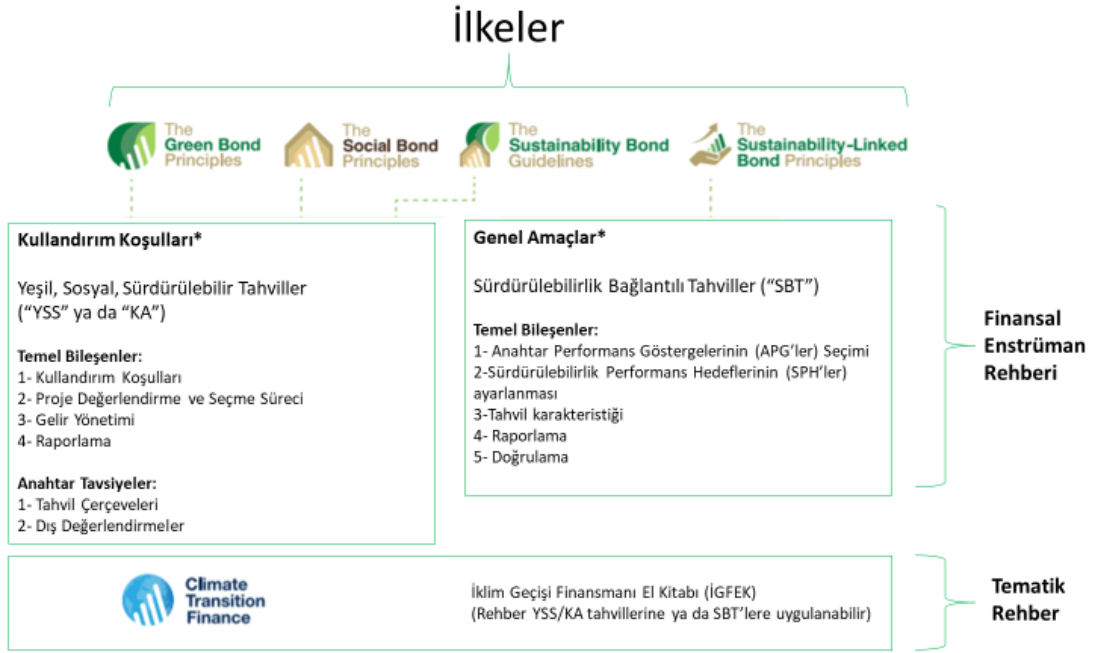 İlkeler
The
Green Bond
Principles
The
Social Bond
Principles
The
Sustainability Bond
Guidelines
The
Sustainability-Linked
Bond Principles
Kullandırım Koşulları*
Yeşil, Sosyal, Sürdürülebilir Tahviller
(“YSS” ya da “KA”)
Temel Bileşenler:
1- Kullandırım Koşulları
2- Proje Değerlendirme ve Seçme Süreci
3- Gelir Yönetimi
4- Raporlama
Anahtar Tavsiyeler:
1- Tahvil Çerçeveleri
2- Dış Değerlendirmeler
Genel Amaçlar*
Sürdürülebilirlik Bağlantılı Tahviller (“SBT”)
Temel Bileşenler:
1- Anahtar Performans Göstergelerinin (APG’ler) Seçimi
2-Sürdürülebilirlik Performans Hedeflerinin (SPH’ler)
ayarlanması
3-Tahvil karakteristiği
4- Raporlama
5- Doğrulama
Finansal
Enstrüman
Rehberi
Climate
Transition
Finance
İklim Geçişi Finansmanı El Kitabı (İGFEK)
(Rehber YSS/KA tahvillerine ya da SBT’lere uygulanabilir)
Tematik
Rehber